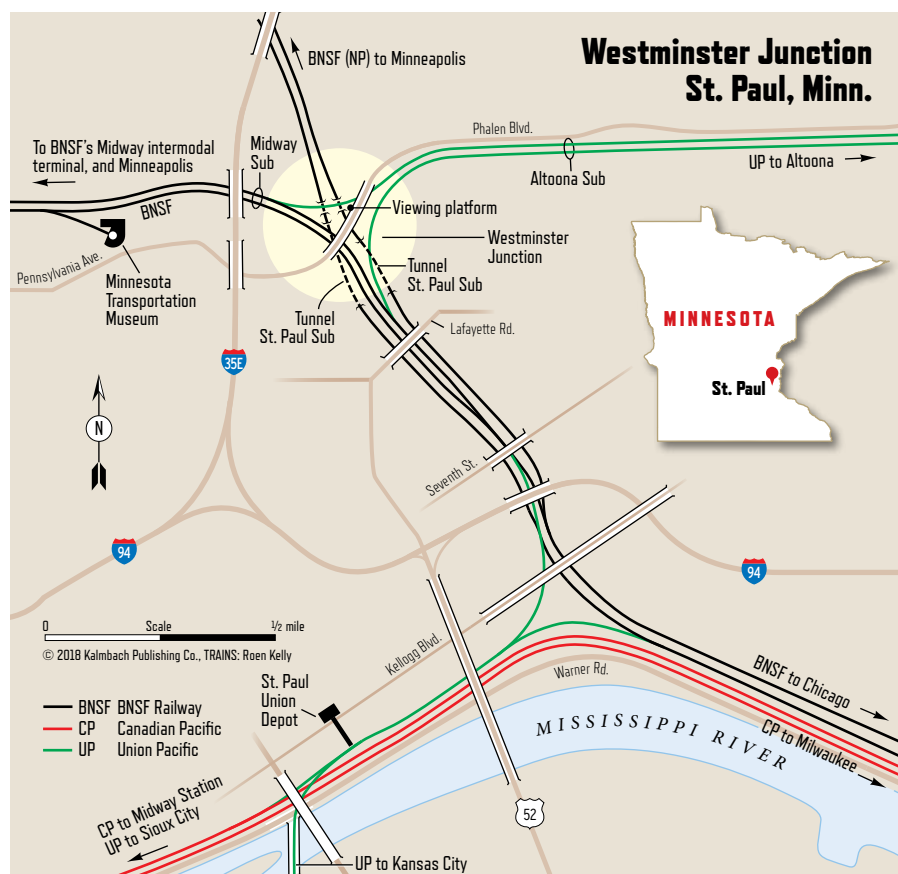 Westminster Junction
St. Paul, Minn.
BNSF (NP) to Minneapolis
Phalen Blvd.
To BNSF's Midway intermodal
terminal, and Minneapolis
Midway
Sub
UP to Altoona
Altoona Sub
BNSF
Viewing platform
Westminster
Junction
Pennsylvania Ave.
Minnesota
Transportation
Museum
Tunnel
St. Paul Sub
Tunnel
St. Paul Sub
Lafayette Rd.
MINNESOTA
St. Paul
35E
N
Seventh St.
94
94
0 Scale ½ mile
© 2018 Kalmbach Publishing Co., TRAINS: Roen Kelly
Kellogg Blvd.
Warner Rd.
BNSF to Chicago
CP to Milwaukee
St. Paul
Union
Depot
BNSF BNSF Railway
CP Canadian Pacific
UP Union Pacific
MISSISSIPPI RIVER
CP to Midway Station
UP to Sioux City
52
UP to Kansas City